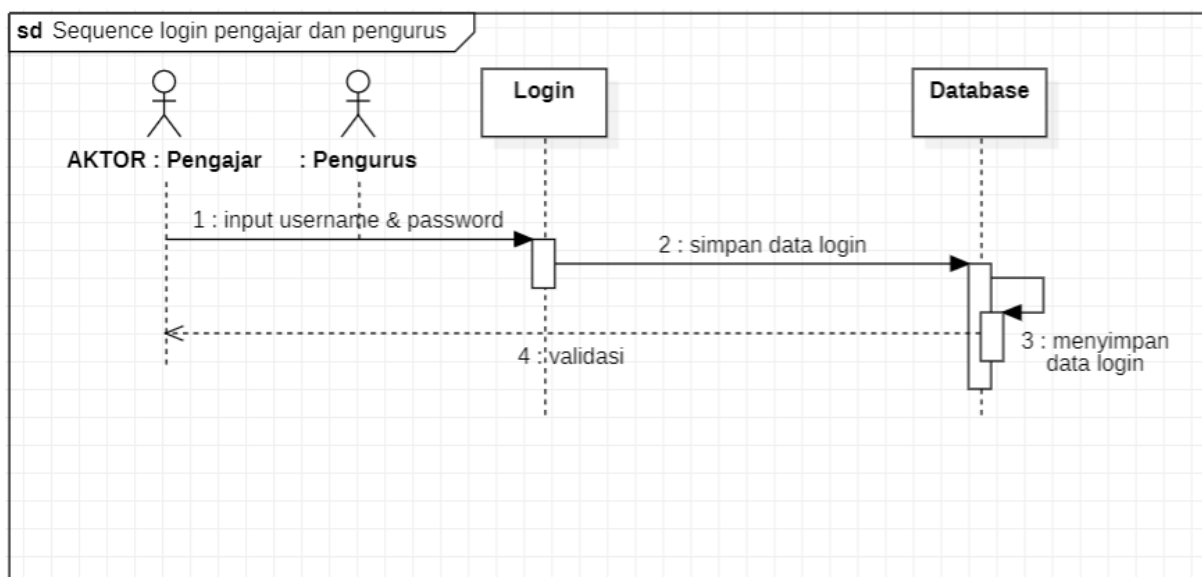 sd Sequence login pengajar dan pengurus
Login
Database
AKTOR : Pengajar
: Pengurus
1 : input username & password
2 : simpan data login
3 : menyimpan
data login
4 : validasi